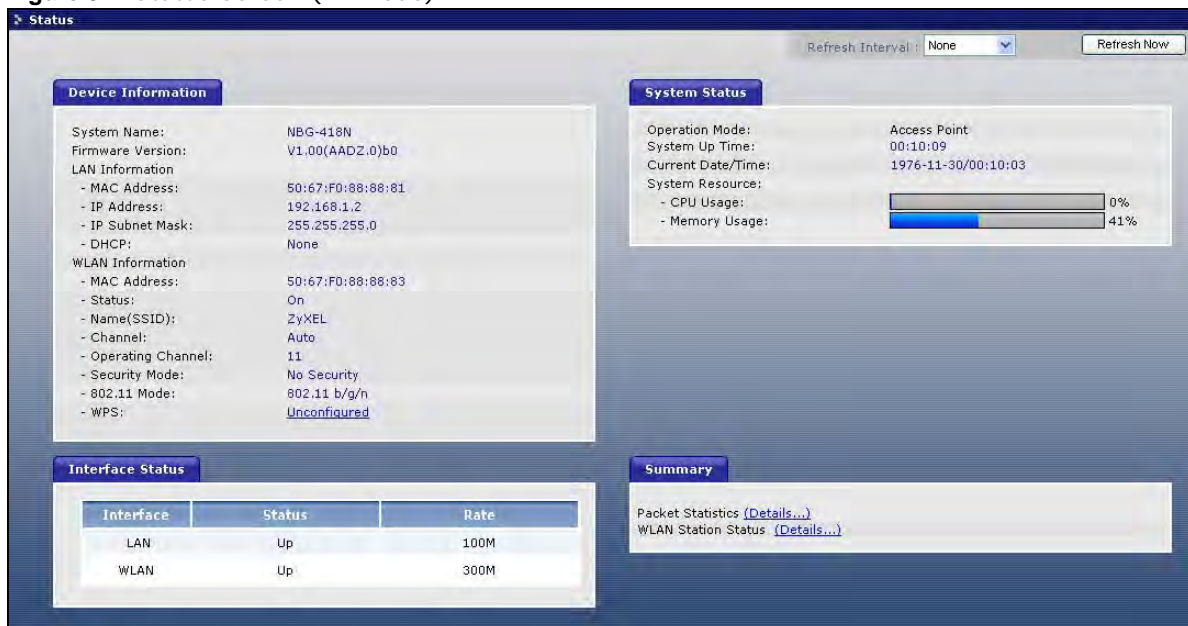 Status
Refresh Interval : None Refresh Now
Device Information
System Name: NBG-418N
Firmware Version: V1.00(AADZ.0)b0
LAN Information
- MAC Address: 50:67:F0:88:88:81
- IP Address: 192.168.1.2
- IP Subnet Mask: 255.255.255.0
- DHCP: None
WLAN Information
- MAC Address: 50:67:F0:88:88:83
- Status: On
- Name(SSID): ZyXEL
- Channel: Auto
- Operating Channel: 11
- Security Mode: No Security
- 802.11 Mode: 802.11 b/g/n
- WPS: Unconfigured
System Status
Operation Mode: Access Point
System Up Time: 00:10:09
Current Date/Time: 1976-11-30/00:10:03
System Resource:
- CPU Usage: 0%
- Memory Usage: 41%
Interface Status
Interface Status Rate
LAN Up 100M
WLAN Up 300M
Summary
Packet Statistics (Details...)
WLAN Station Status (Details...)